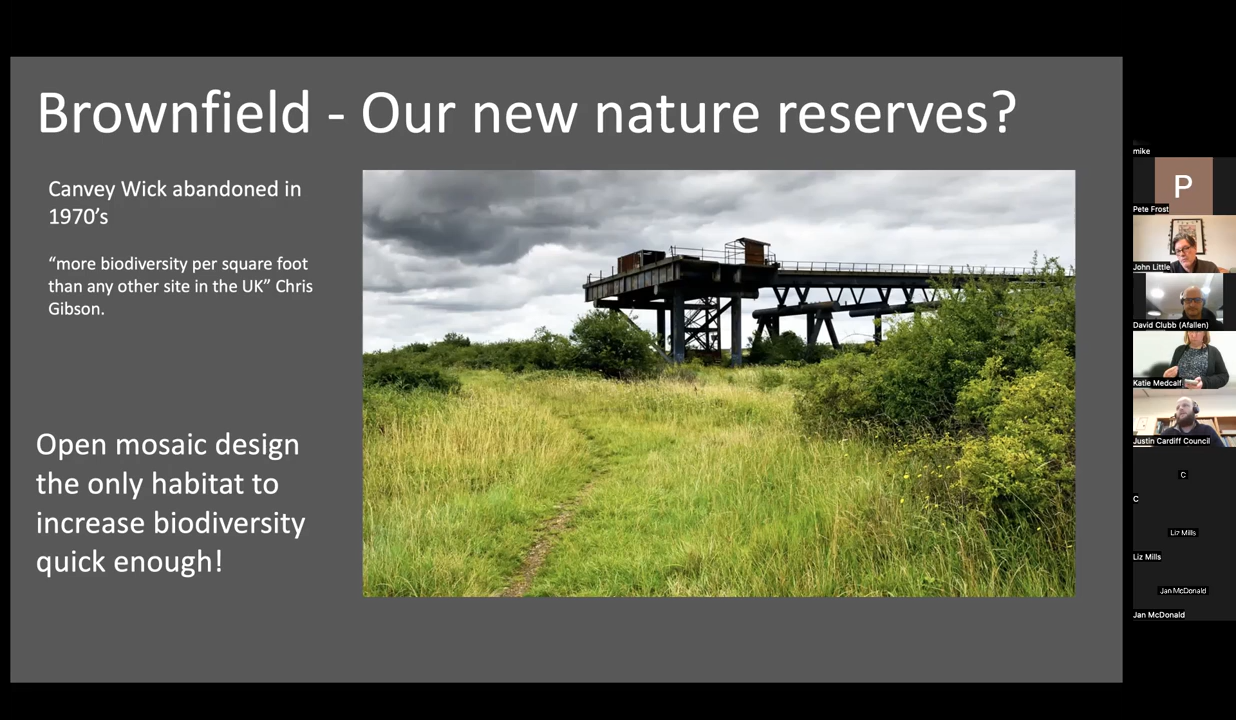 Brownfield - Our new nature reserves?
Canvey Wick abandoned in
1970’s
“more biodiversity per square foot
than any other site in the UK” Chris
Gibson.
Open mosaic design
the only habitat to
increase biodiversity
quick enough!
mike
P
Pete Frost
John Little
David Clubb (Afallen)
Katie Medcalf
Justin Cardiff Council
C
C
Liz Mills
Liz Mills
Jan McDonald
Jan McDonald